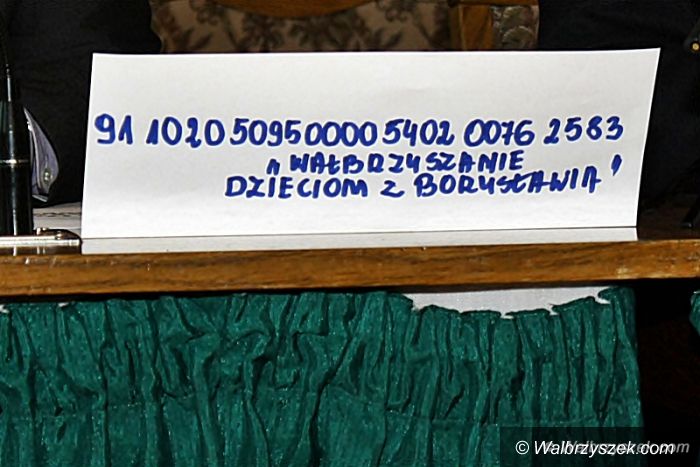 91 1020 5095 0000 5402 0076 2583
„WAŁBRZYSZANIE
DZIECIOM Z BORYSŁAWIA"
© Walbrzyszek.com